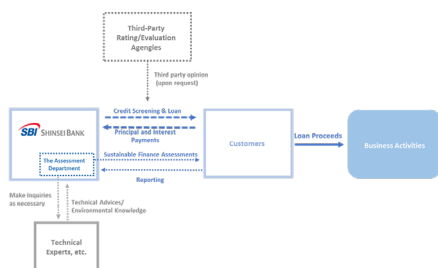 Third-Party
Rating/Evaluation
Agencies
Third party opinion
(upon request)
Credit Screening & Loan
SBI SHINSEI BANK
Principal and Interest
Payments
Customers
Loan Proceeds
Business Activities
The Assessment
Department
Sustainable Finance Assessments
Reporting
Make Inquiries
as necessary
Technical Advices/
Environmental Knowledge
Technical
Experts, etc.